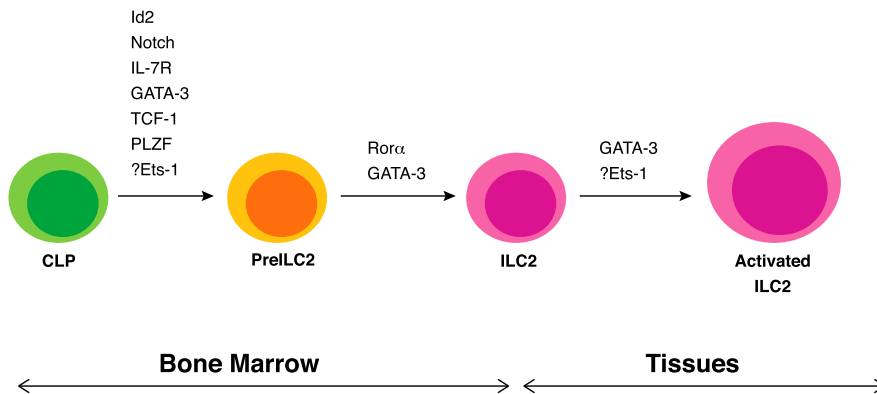 Id2
Notch
IL-7R
GATA-3
TCF-1
PLZF
?Ets-1
Rorα
GATA-3
GATA-3
?Ets-1
CLP
PreILC2
ILC2
Activated
ILC2
Bone Marrow
Tissues